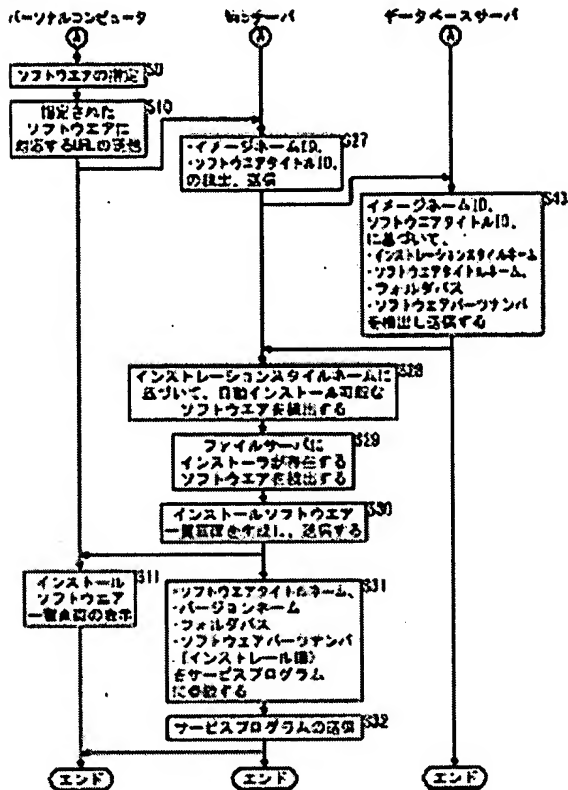 パーソナルコンピュータ
Webサーバ
データベースサーバ
A
A
A
ソフトウエアの指定
S9
指定された
ソフトウエアに
対応するURLの送信
S10
・イメージネームID、
・ソフトウエアタイトルID、
の検出、送信
S27
イメージネームID、
ソフトウエアタイトルID、
に基づいて、
・インストレーションスタイルネーム
・ソフトウエアタイトルネーム、
・フォルダパス
・ソフトウエアパーツナンバ
を検出し送信する
S43
インストレーションスタイルネームに
基づいて、自動インストール可能な
ソフトウエアを検出する
S28
ファイルサーバに
インストーラが存在する
ソフトウエアを検出する
S29
インストールソフトウエア
一覧画面を生成し、送信する
S30
インストール
ソフトウエア
一覧画面の表示
S11
・ソフトウエアタイトルネーム、
・バージョンネーム
・フォルダパス
・ソフトウエアパーツナンバ
をサービスプログラム
にする
S31
サービスプログラムの送信
S32
エンド
エンド
エンド